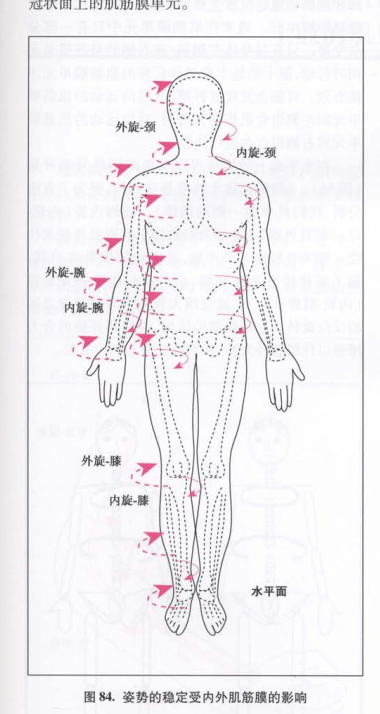 冠状面上的肌筋膜单元。
外旋-颈
内旋-颈
外旋-腕
内旋-腕
外旋-膝
内旋-膝
水平面
图 84. 姿势的稳定受内外肌筋膜的影响